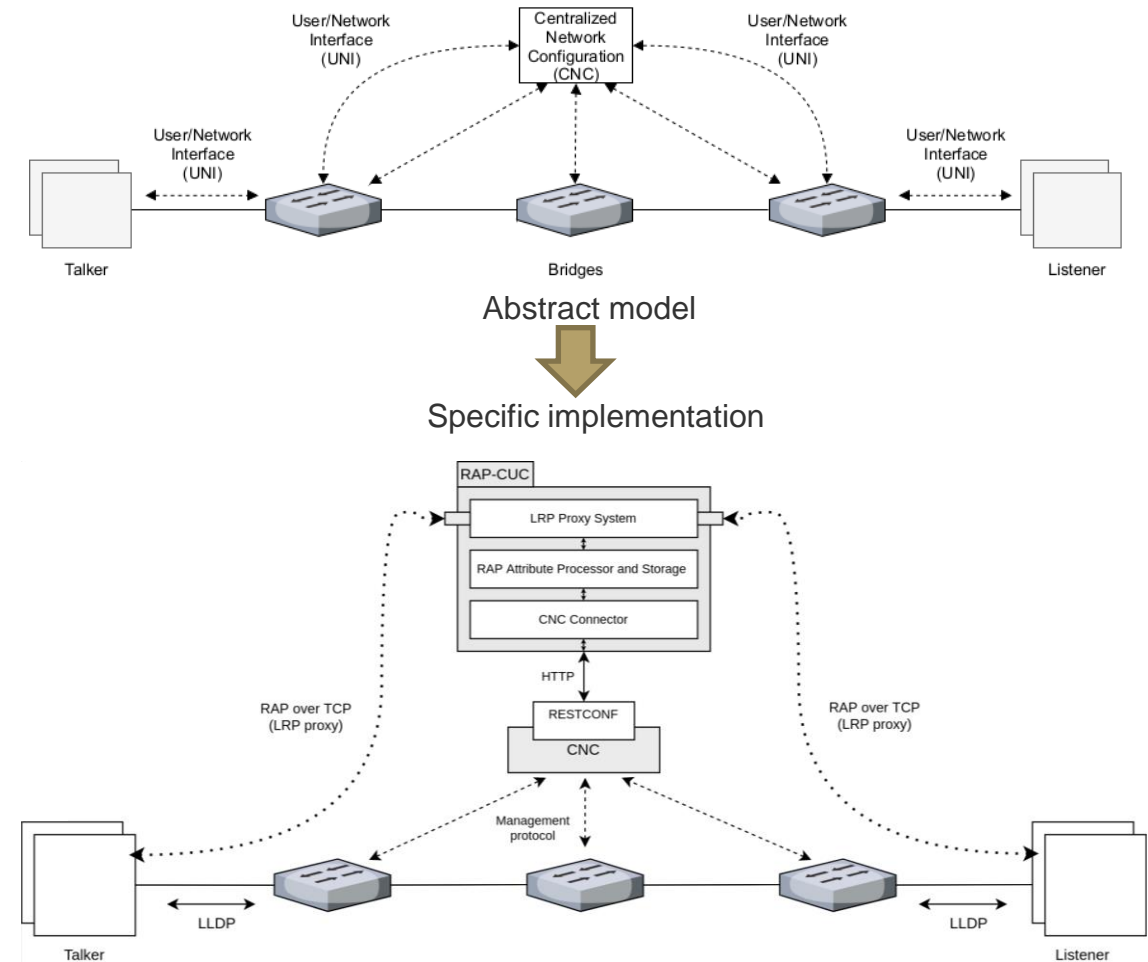 User/Network
Interface
(UNI)
Centralized
Network
Configuration
(CNC)
User/Network
Interface
(UNI)
User/Network
Interface
(UNI)
User/Network
Interface
(UNI)
Talker
Bridges
Listener
Abstract model
Specific implementation
RAP-CUC
LRP Proxy System
RAP Attribute Processor and Storage
CNC Connector
HTTP
RESTCONF
CNC
RAP over TCP
(LRP proxy)
RAP over TCP
(LRP proxy)
Management
protocol
LLDP
LLDP
Talker
Listener